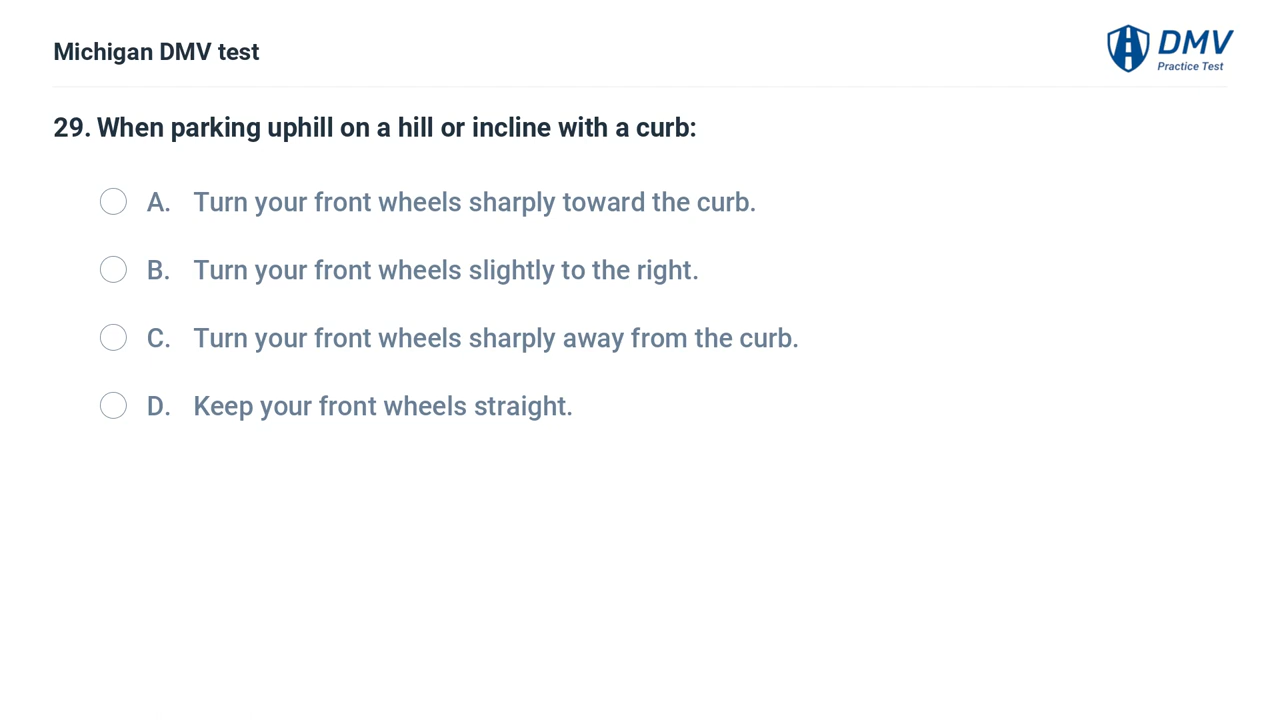 Michigan DMV test
DMV
Practice Test
29. When parking uphill on a hill or incline with a curb:
A. Turn your front wheels sharply toward the curb.
B. Turn your front wheels slightly to the right.
C. Turn your front wheels sharply away from the curb.
D. Keep your front wheels straight.